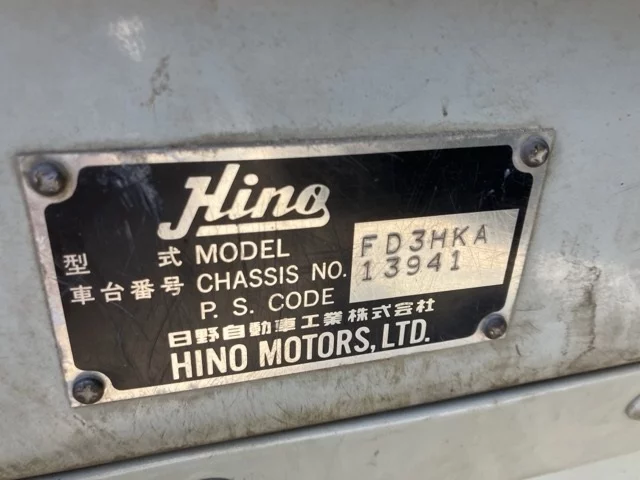 Hino
型 式 MODEL FD3HKA
車台番号 CHASSIS NO. 13941
P. S. CODE
日野自動車工業株式会社
HINO MOTORS, LTD.